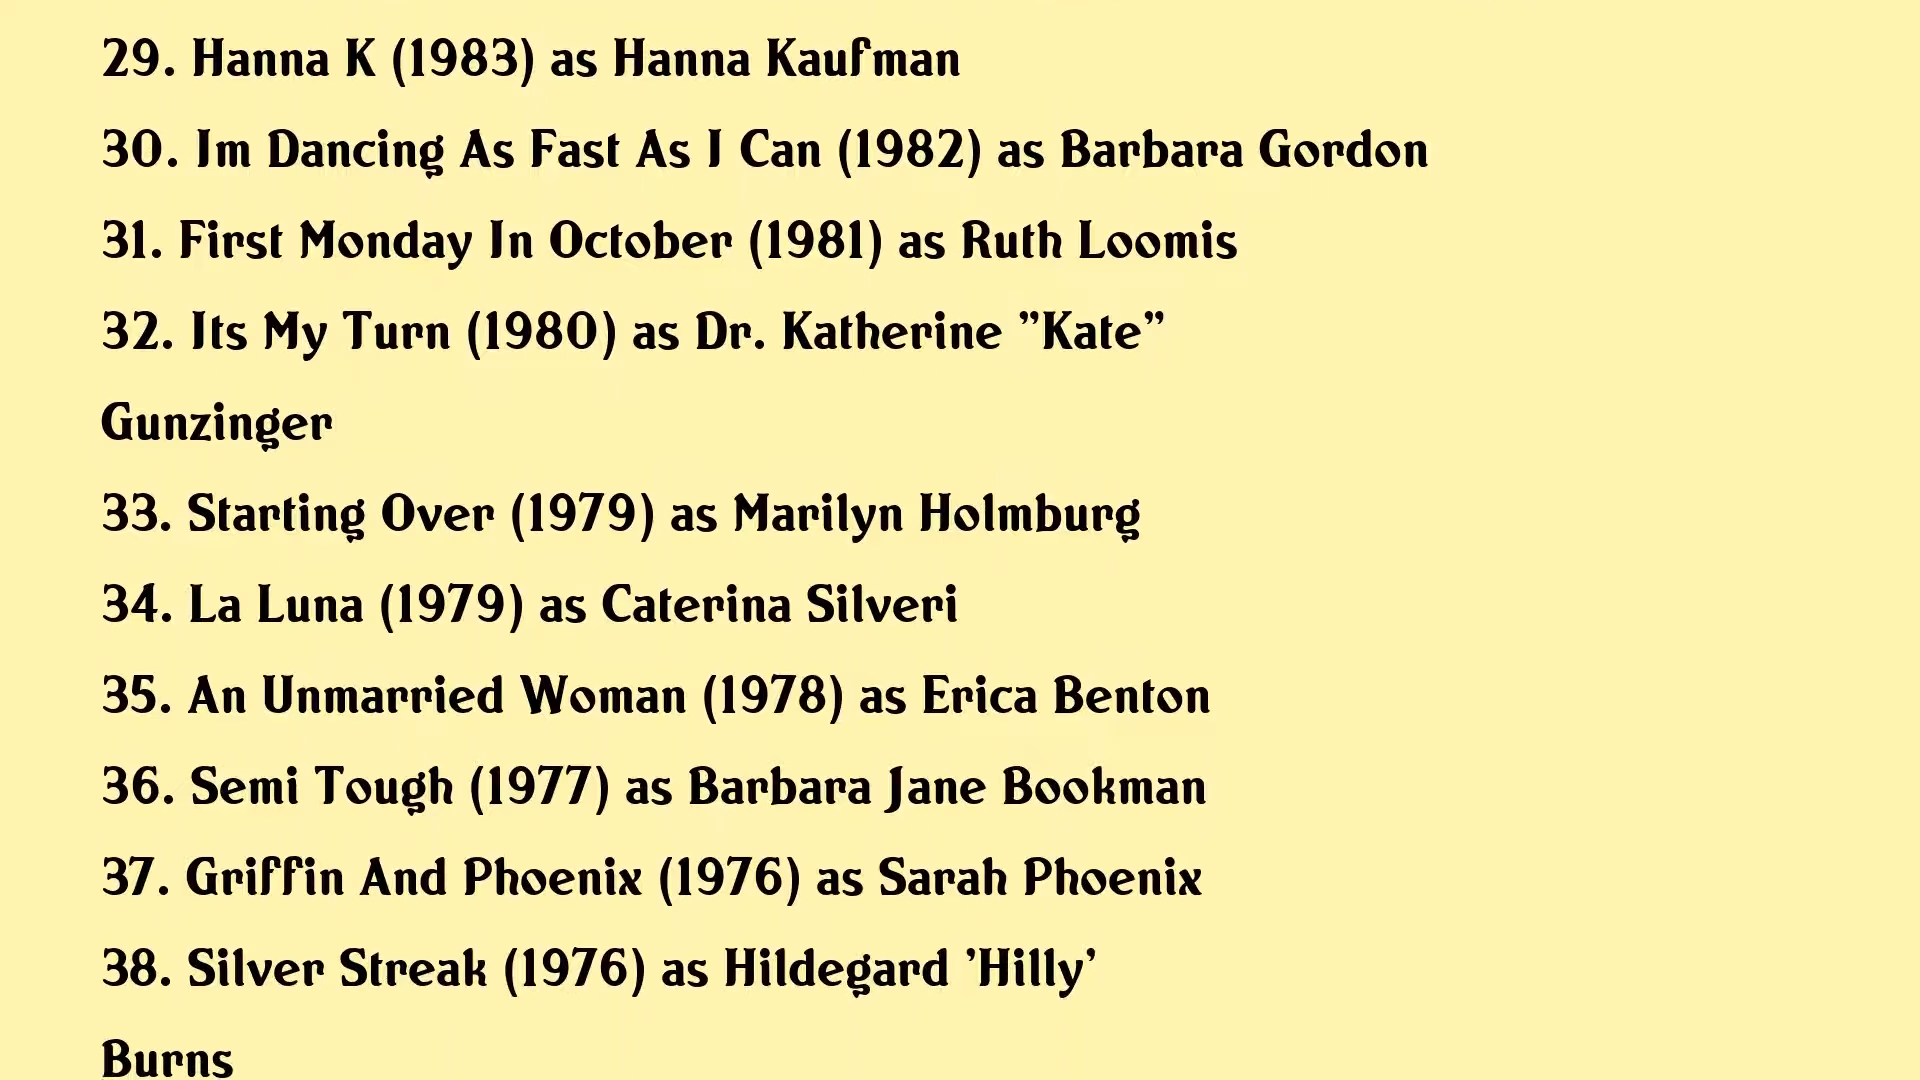 29. Hanna K (1983) as Hanna Kaufman
30. Im Dancing As Fast As I Can (1982) as Barbara Gordon
31. First Monday In October (1981) as Ruth Loomis
32. Its My Turn (1980) as Dr. Katherine ”Kate”
Gunzinger
33. Starting Over (1979) as Marilyn Holmburg
34. La Luna (1979) as Caterina Silveri
35. An Unmarried Woman (1978) as Erica Benton
36. Semi Tough (1977) as Barbara Jane Bookman
37. Griffin And Phoenix (1976) as Sarah Phoenix
38. Silver Streak (1976) as Hildegard ’Hilly’
Burns